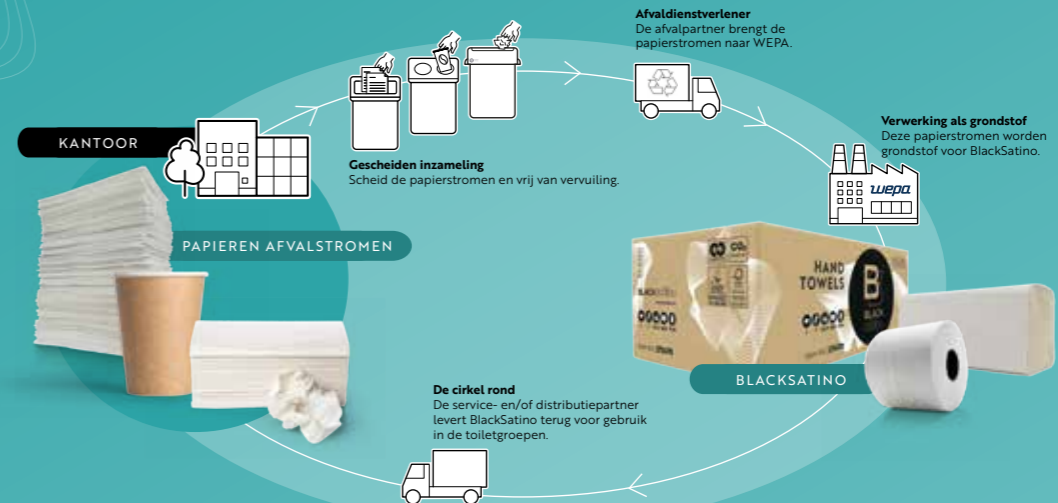 Afvaldienstverlener
De afvalpartner brengt de
papierstromen naar WEPA.
KANTOOR
Gescheiden inzameling
Scheid de papierstromen en vrij van vervuiling.
Verwerking als grondstof
Deze papierstromen worden
grondstof voor BlackSatino.
wepa
PAPIEREN AFVALSTROMEN
HAND
TOWELS
B
BLACK
BLACKSATINO
De cirkel rond
De service- en/of distributiepartner
levert BlackSatino terug voor gebruik
in de toiletgroepen.